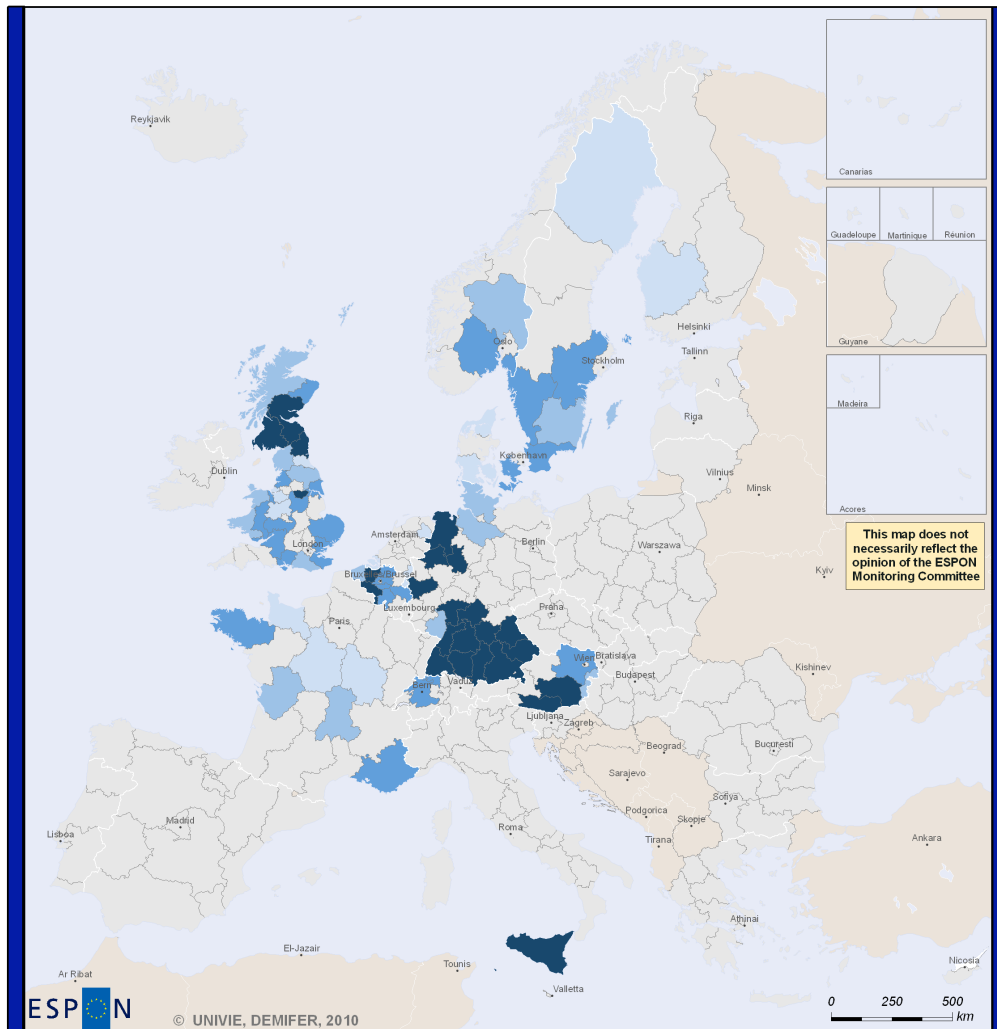 Canarias
Reykjavik
Guadeloupe
Martinique
Réunion
Guyane
Helsinki
Oslo
Tallinn
Stockholm
Madeira
Riga
København
Dublin
Vilnius
Minsk
Acores
This map does not
necessarily reflect the
opinion of the ESPON
Monitoring Committee
Amsterdam
London
Berlin
Warszawa
Bruxelles/Brussel
Kyiv
Luxembourg
Praha
Paris
Wien
Bratislava
Kishinev
Budapest
Bern
Vaduz
Ljubljana
Zagreb
Beograd
Bucuresti
Sarajevo
Sofiya
Podgorica
Skopje
Madrid
Roma
Lisboa
Tirana
Ankara
Athinai
El-Jazair
Tounis
Nicosia
Ar Ribat
Valletta
ESPON
© UNIVIE, DEMIFER, 2010
0 250 500
km